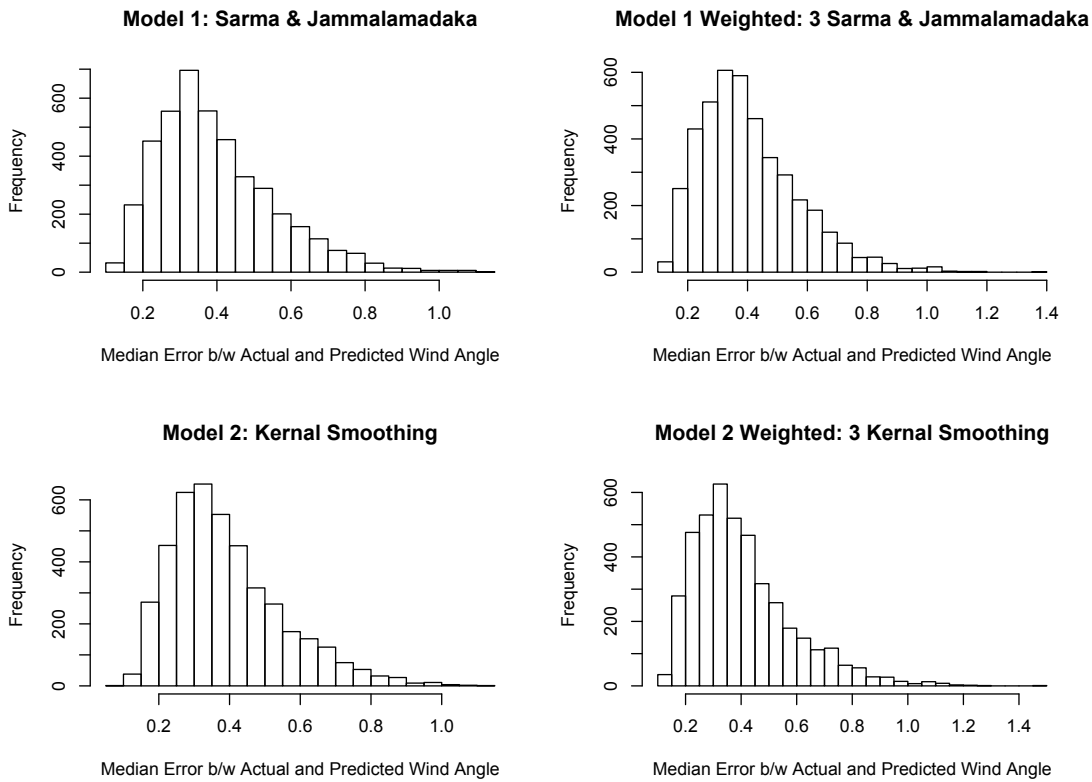 Model 1: Sarma & Jammalamadaka
Frequency
0 200 400 600
0.2 0.4 0.6 0.8 1.0
Median Error b/w Actual and Predicted Wind Angle
Model 1 Weighted: 3 Sarma & Jammalamadaka
Frequency
0 200 400 600
0.2 0.4 0.6 0.8 1.0 1.2 1.4
Median Error b/w Actual and Predicted Wind Angle
Model 2: Kernal Smoothing
Frequency
0 200 400 600
0.2 0.4 0.6 0.8 1.0
Median Error b/w Actual and Predicted Wind Angle
Model 2 Weighted: 3 Kernal Smoothing
Frequency
0 200 400 600
0.2 0.4 0.6 0.8 1.0 1.2 1.4
Median Error b/w Actual and Predicted Wind Angle